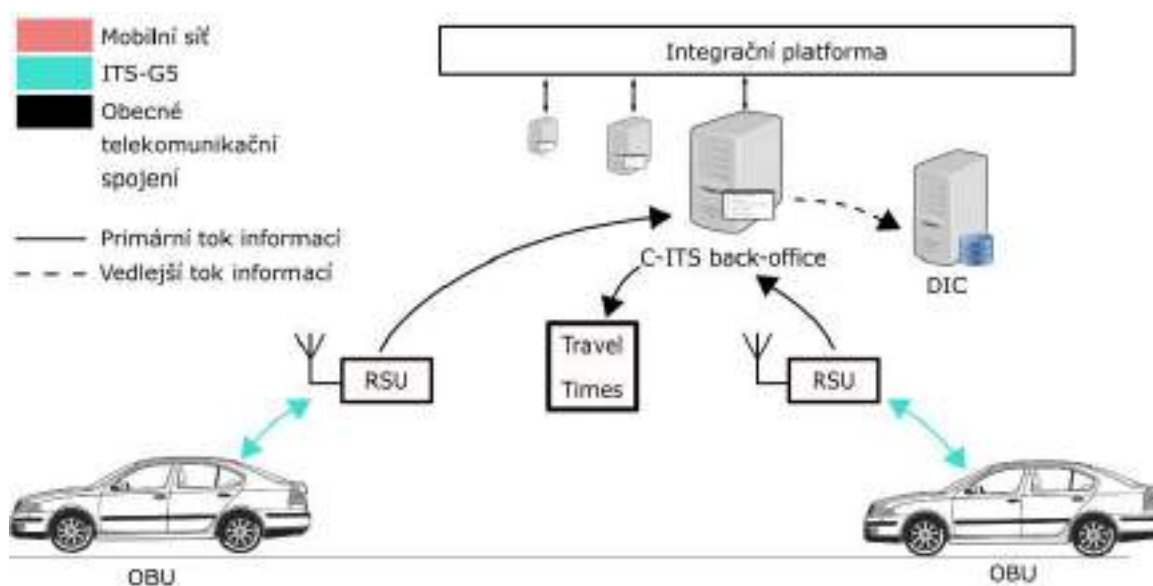 Mobilní síť
ITS-G5
Obecné
telekomunikační
spojení
Primární tok informací
Vedlejší tok informací
Integrační platforma
C-ITS back-office
DIC
Travel
Times
RSU
RSU
OBU
OBU